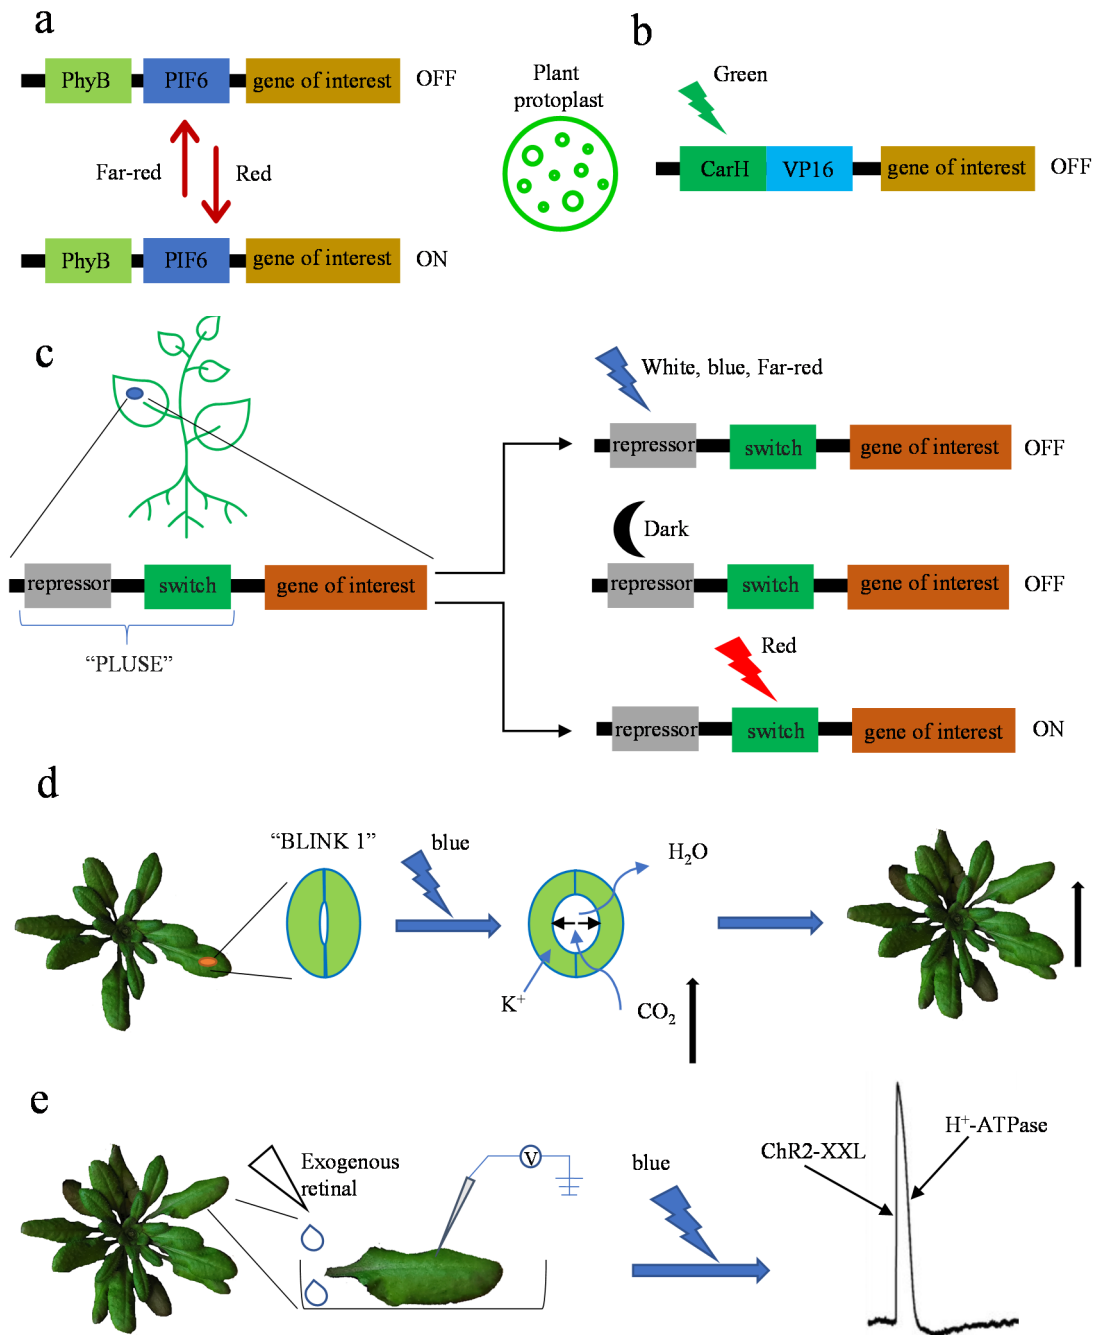 a
PhyB PIF6 gene of interest OFF
Far-red Red
PhyB PIF6 gene of interest ON
Plant
protoplast
b
Green
CarH VP16 gene of interest OFF
c
repressor switch gene of interest
“PLUSE”
White, blue, Far-red
repressor switch gene of interest OFF
Dark
repressor switch gene of interest OFF
Red
repressor switch gene of interest ON
d
“BLINK 1”
blue
H₂O
K⁺
CO₂
e
Exogenous
retinal
V
blue
ChR2-XXL
H⁺-ATPase